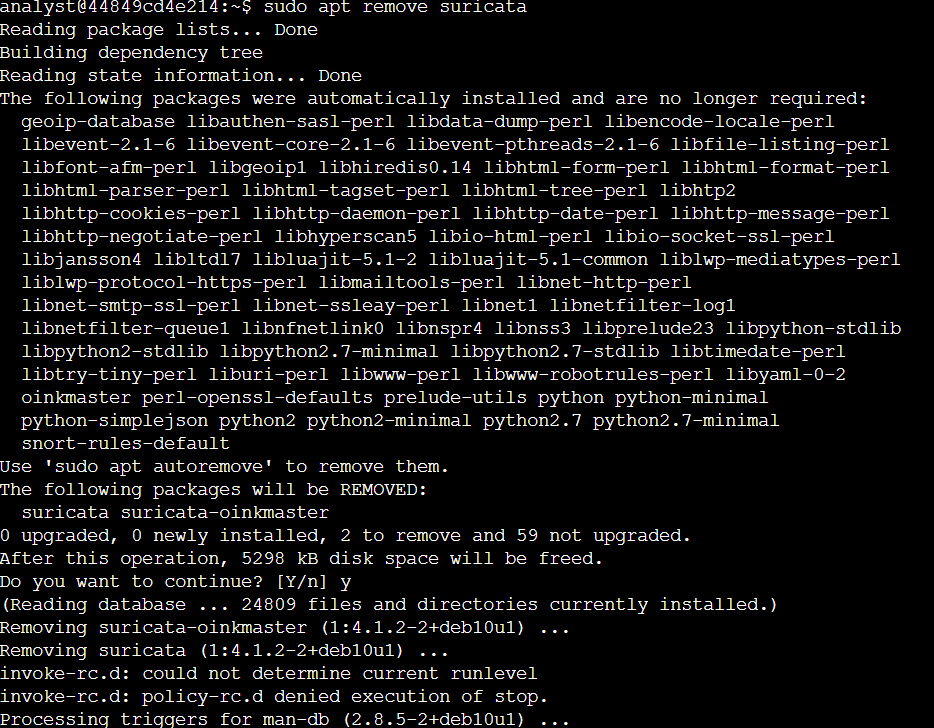 analyst@44849cd4e214:~$ sudo apt remove suricata
Reading package lists... Done
Building dependency tree
Reading state information... Done
The following packages were automatically installed and are no longer required:
  geoip-database libauthen-sasl-perl libdata-dump-perl libencode-locale-perl
  libevent-2.1-6 libevent-core-2.1-6 libevent-pthreads-2.1-6 libfile-listing-perl
  libfont-afm-perl libgeoip1 libhiredis0.14 libhtml-form-perl libhtml-format-perl
  libhtml-parser-perl libhtml-tagset-perl libhtml-tree-perl libhtp2
  libhttp-cookies-perl libhttp-daemon-perl libhttp-date-perl libhttp-message-perl
  libhttp-negotiate-perl libhyperscan5 libio-html-perl libio-socket-ssl-perl
  libjansson4 libltdl7 libluajit-5.1-2 libluajit-5.1-common liblwp-mediatypes-perl
  liblwp-protocol-https-perl libmailtools-perl libnet-http-perl
  libnet-smtp-ssl-perl libnet-ssleay-perl libnet1 libnetfilter-log1
  libnetfilter-queue1 libnfnetlink0 libnspr4 libnss3 libprelude23 libpython-stdlib
  libpython2-stdlib libpython2.7-minimal libpython2.7-stdlib libtimedate-perl
  libtry-tiny-perl liburi-perl libwww-perl libwww-robotrules-perl libyaml-0-2
  oinkmaster perl-openssl-defaults prelude-utils python python-minimal
  python-simplejson python2 python2-minimal python2.7 python2.7-minimal
  snort-rules-default
Use 'sudo apt autoremove' to remove them.
The following packages will be REMOVED:
  suricata suricata-oinkmaster
0 upgraded, 0 newly installed, 2 to remove and 59 not upgraded.
After this operation, 5298 kB disk space will be freed.
Do you want to continue? [Y/n] y
(Reading database ... 24809 files and directories currently installed.)
Removing suricata-oinkmaster (1:4.1.2-2+deb10u1) ...
Removing suricata (1:4.1.2-2+deb10u1) ...
invoke-rc.d: could not determine current runlevel
invoke-rc.d: policy-rc.d denied execution of stop.
Processing triggers for man-db (2.8.5-2+deb10u1) ...